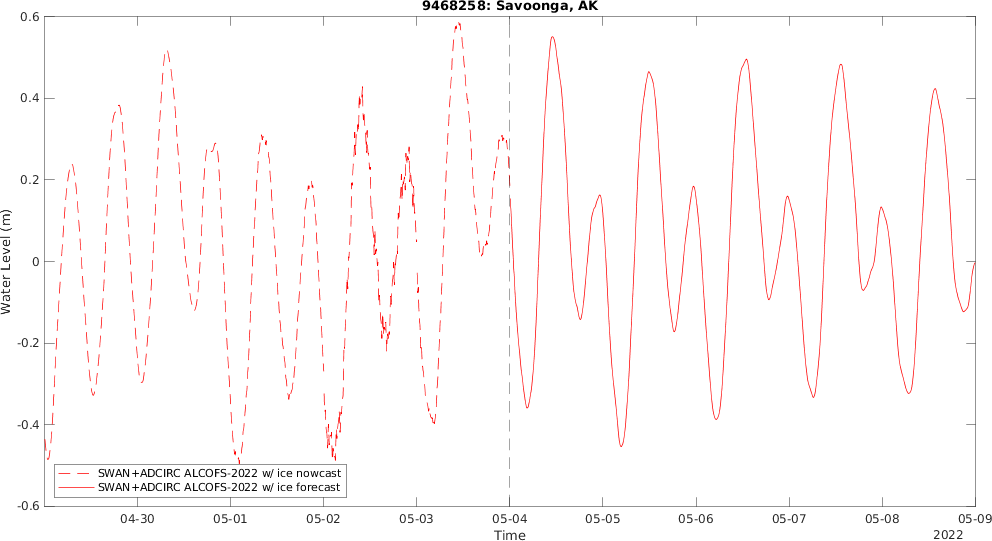 9468258: Savoonga, AK
0.6
0.4
0.2
0
-0.2
-0.4
-0.6
Water Level (m)
SWAN+ADCIRC ALCOFS-2022 w/ ice nowcast
SWAN+ADCIRC ALCOFS-2022 w/ ice forecast
04-30 05-01 05-02 05-03 05-04 05-05 05-06 05-07 05-08 05-09
Time
2022